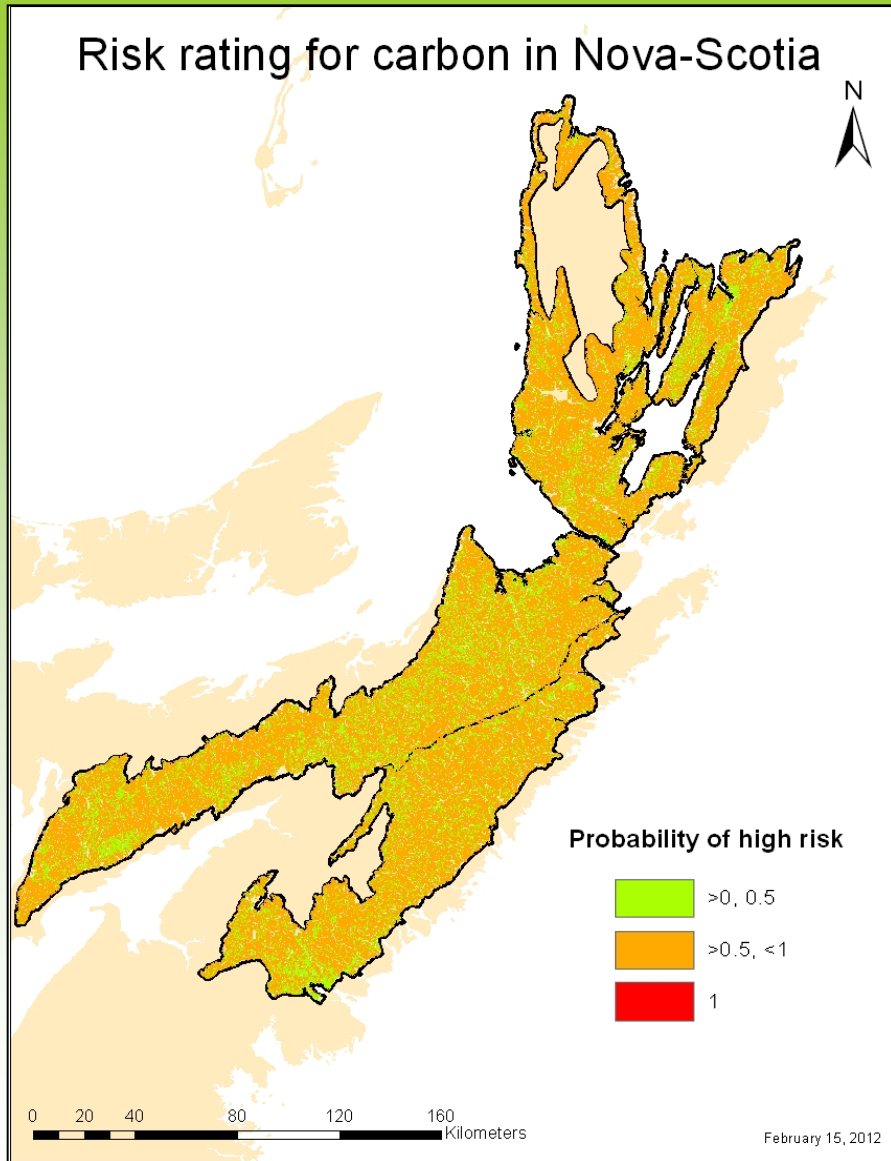 Risk rating for carbon in Nova-Scotia
N
Probability of high risk
>0, 0.5
>0.5, <1
1
0 20 40 80 120 160
Kilometers
February 15, 2012